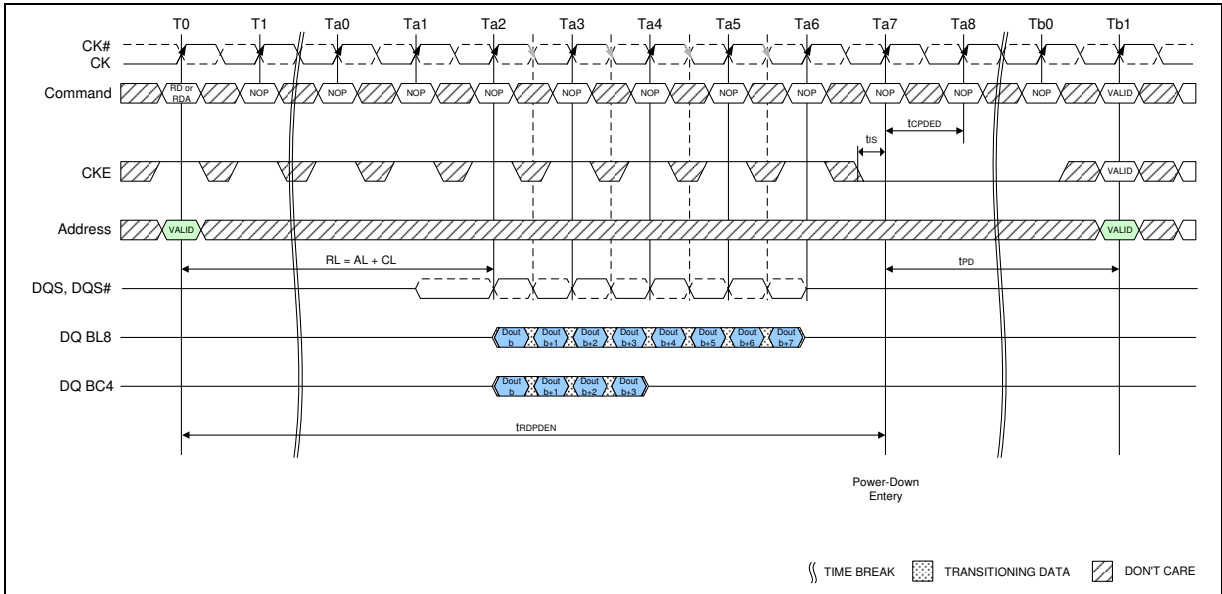 T0 T1 Ta0 Ta1 Ta2 Ta3 Ta4 Ta5 Ta6 Ta7 Ta8 Tb0 Tb1
CK#
CK
Command
RD or
RDA
NOP NOP NOP NOP NOP NOP NOP NOP NOP NOP NOP VALID
tCPDED
tIS
CKE
VALID
Address
VALID
VALID
RL = AL + CL
tPD
DQS, DQS#
DQ BL8
Dout
b
Dout
b+1
Dout
b+2
Dout
b+3
Dout
b+4
Dout
b+5
Dout
b+6
Dout
b+7
DQ BC4
Dout
b
Dout
b+1
Dout
b+2
Dout
b+3
tRDPDEN
Power-Down
Entery
TIME BREAK
TRANSITIONING DATA
DON'T CARE